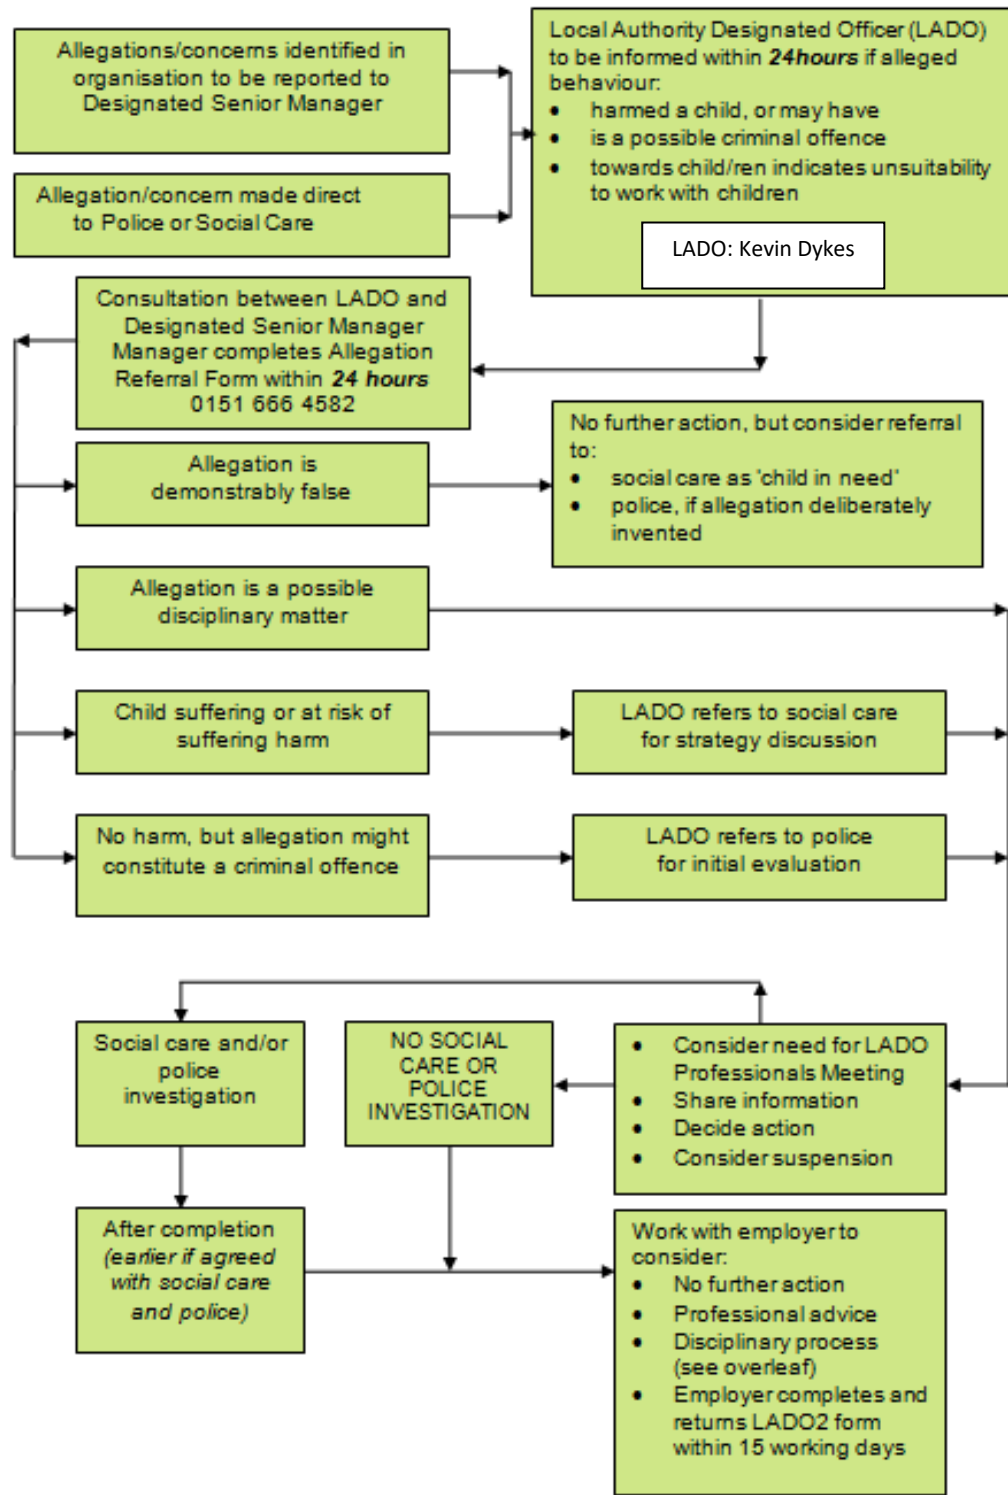 Allegations/concerns identified in
organisation to be reported to
Designated Senior Manager
Allegation/concern made direct
to Police or Social Care
Local Authority Designated Officer (LADO)
to be informed within 24hours if alleged
behaviour:
• harmed a child, or may have
• is a possible criminal offence
• towards child/ren indicates unsuitability
to work with children
LADO: Kevin Dykes
Consultation between LADO and
Designated Senior Manager
Manager completes Allegation
Referral Form within 24 hours
0151 666 4582
Allegation is
demonstrably false
No further action, but consider referral
to:
• social care as 'child in need'
• police, if allegation deliberately
invented
Allegation is a possible
disciplinary matter
Child suffering or at risk of
suffering harm
LADO refers to social care
for strategy discussion
No harm, but allegation might
constitute a criminal offence
LADO refers to police
for initial evaluation
Social care and/or
police
investigation
NO SOCIAL
CARE OR
POLICE
INVESTIGATION
• Consider need for LADO
Professionals Meeting
• Share information
• Decide action
• Consider suspension
After completion
(earlier if agreed
with social care
and police)
Work with employer to
consider:
• No further action
• Professional advice
• Disciplinary process
(see overleaf)
• Employer completes and
returns LADO2 form
within 15 working days